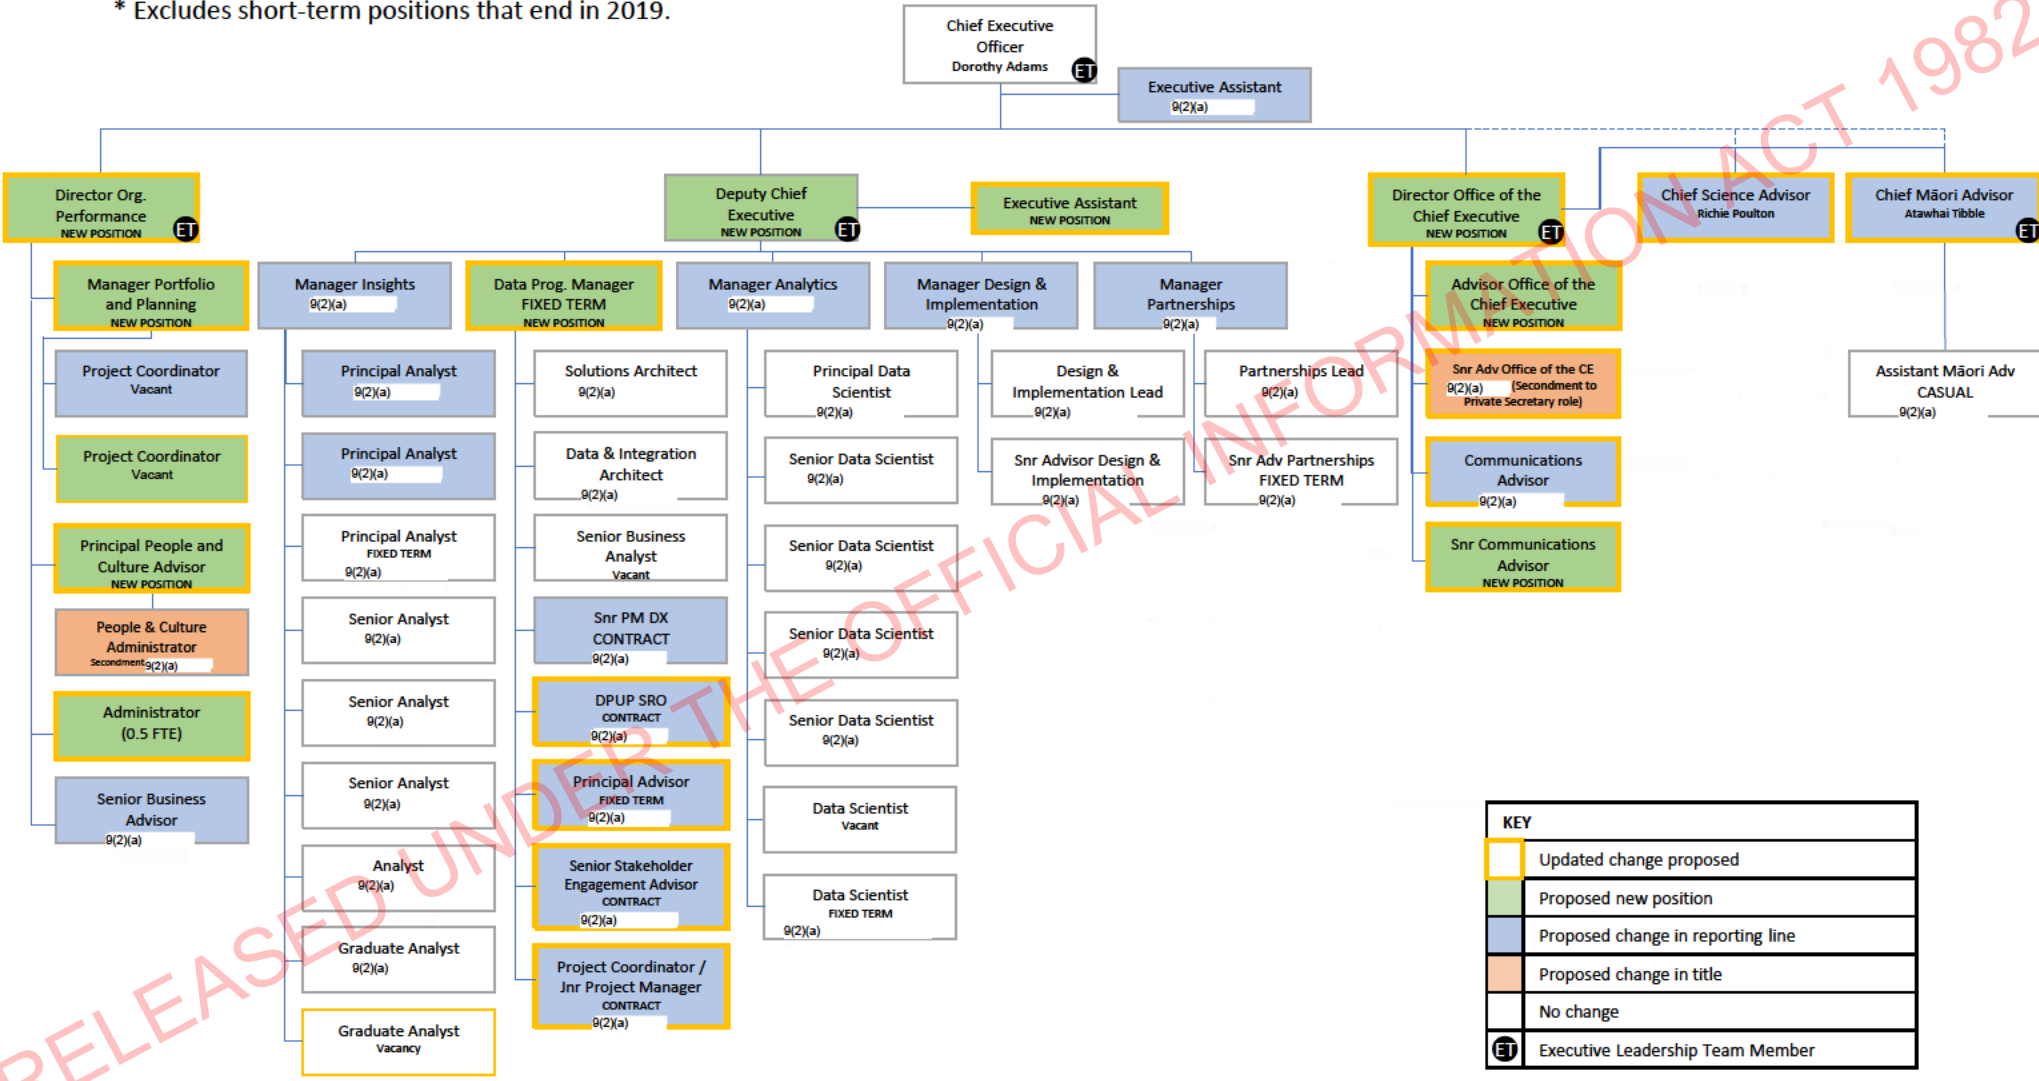 * Excludes short-term positions that end in 2019.
Chief Executive
Officer
Dorothy Adams
ET
Executive Assistant
9(2)(a)
Director Org.
Performance
NEW POSITION
ET
Deputy Chief
Executive
NEW POSITION
ET
Executive Assistant
NEW POSITION
Director Office of the
Chief Executive
NEW POSITION
ET
Chief Science Advisor
Richie Poulton
Chief Māori Advisor
Atawhai Tibble
ET
Manager Portfolio
and Planning
NEW POSITION
Project Coordinator
Vacant
Project Coordinator
Vacant
Principal People and
Culture Advisor
NEW POSITION
People & Culture
Administrator
Secondment 9(2)(a)
Administrator
(0.5 FTE)
Senior Business
Advisor
9(2)(a)
Manager Insights
9(2)(a)
Principal Analyst
9(2)(a)
Principal Analyst
9(2)(a)
Principal Analyst
FIXED TERM
9(2)(a)
Senior Analyst
9(2)(a)
Senior Analyst
9(2)(a)
Senior Analyst
9(2)(a)
Analyst
9(2)(a)
Graduate Analyst
9(2)(a)
Graduate Analyst
Vacancy
Data Prog. Manager
FIXED TERM
NEW POSITION
Solutions Architect
9(2)(a)
Data & Integration
Architect
9(2)(a)
Senior Business
Analyst
Vacant
Snr PM DX
CONTRACT
9(2)(a)
DPUP SRO
CONTRACT
9(2)(a)
Principal Advisor
FIXED TERM
9(2)(a)
Senior Stakeholder
Engagement Advisor
CONTRACT
9(2)(a)
Project Coordinator /
Jnr Project Manager
CONTRACT
9(2)(a)
Manager Analytics
9(2)(a)
Principal Data
Scientist
9(2)(a)
Senior Data Scientist
9(2)(a)
Senior Data Scientist
9(2)(a)
Senior Data Scientist
9(2)(a)
Senior Data Scientist
9(2)(a)
Data Scientist
Vacant
Data Scientist
FIXED TERM
9(2)(a)
Manager Design &
Implementation
9(2)(a)
Design &
Implementation Lead
9(2)(a)
Snr Advisor Design &
Implementation
9(2)(a)
Manager
Partnerships
9(2)(a)
Partnerships Lead
9(2)(a)
Snr Adv Partnerships
FIXED TERM
9(2)(a)
Advisor Office of the
Chief Executive
NEW POSITION
Snr Adv Office of the CE
9(2)(a) (Secondment to
Private Secretary role)
Communications
Advisor
9(2)(a)
Snr Communications
Advisor
NEW POSITION
Assistant Māori Adv
CASUAL
9(2)(a)
KEY
Updated change proposed
Proposed new position
Proposed change in reporting line
Proposed change in title
No change
ET Executive Leadership Team Member
RELEASED UNDER THE OFFICIAL INFORMATION ACT 1982